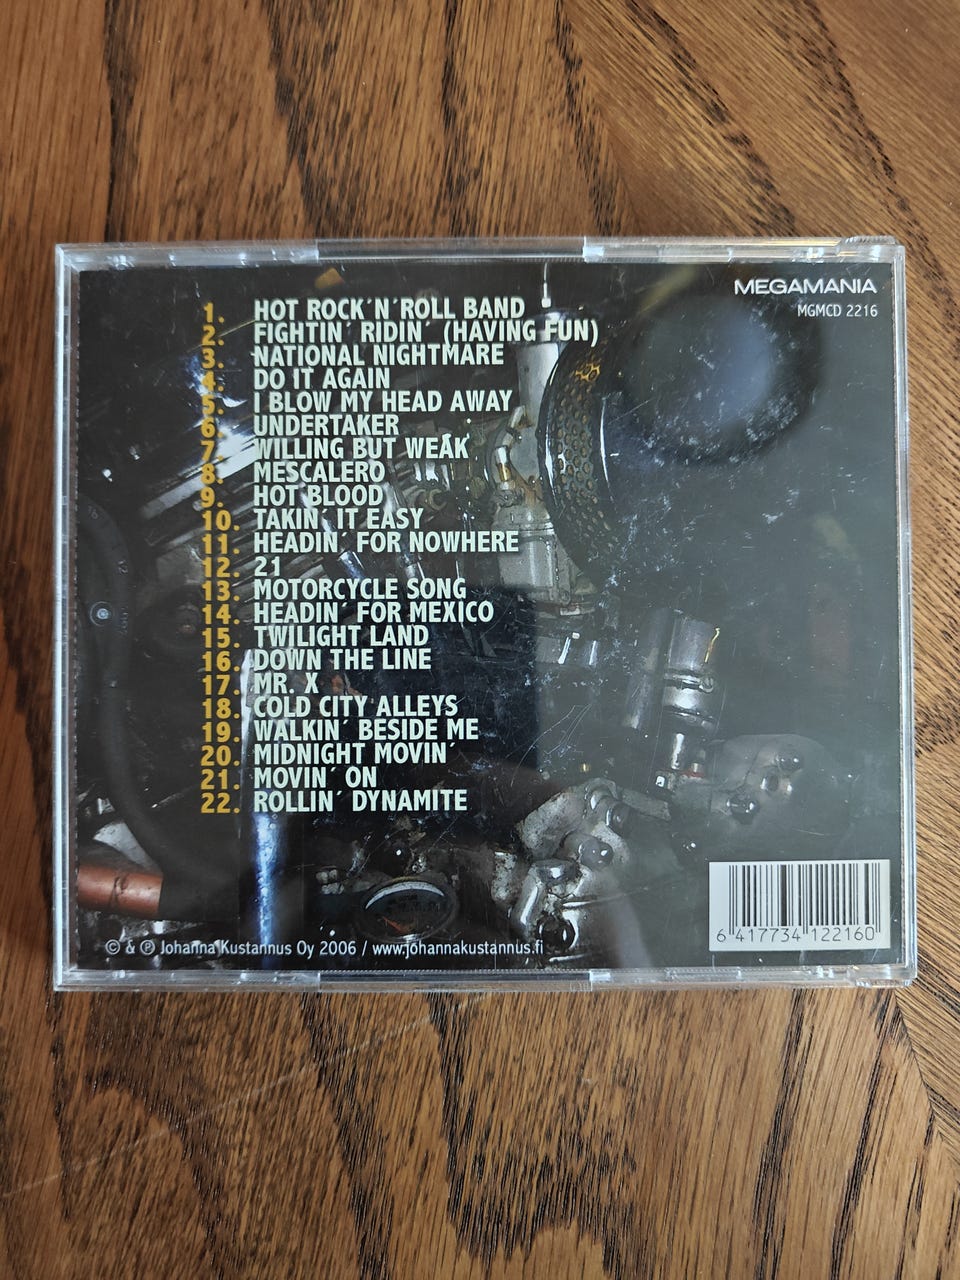 MEGAMANIA
MGMCD 2216
1. HOT ROCK´N´ROLL BAND
2. FIGHTIN´ RIDIN´ (HAVING FUN)
3. NATIONAL NIGHTMARE
4. DO IT AGAIN
5. I BLOW MY HEAD AWAY
6. UNDERTAKER
7. WILLING BUT WEAK
8. MESCALERO
9. HOT BLOOD
10. TAKIN´ IT EASY
11. HEADIN´ FOR NOWHERE
12. 21
13. MOTORCYCLE SONG
14. HEADIN´ FOR MEXICO
15. TWILIGHT LAND
16. DOWN THE LINE
17. MR. X
18. COLD CITY ALLEYS
19. WALKIN´ BESIDE ME
20. MIDNIGHT MOVIN´
21. MOVIN´ ON
22. ROLLIN´ DYNAMITE
© & ℗ Johanna Kustannus Oy 2006 / www.johannakustannus.fi
6 417734 122160